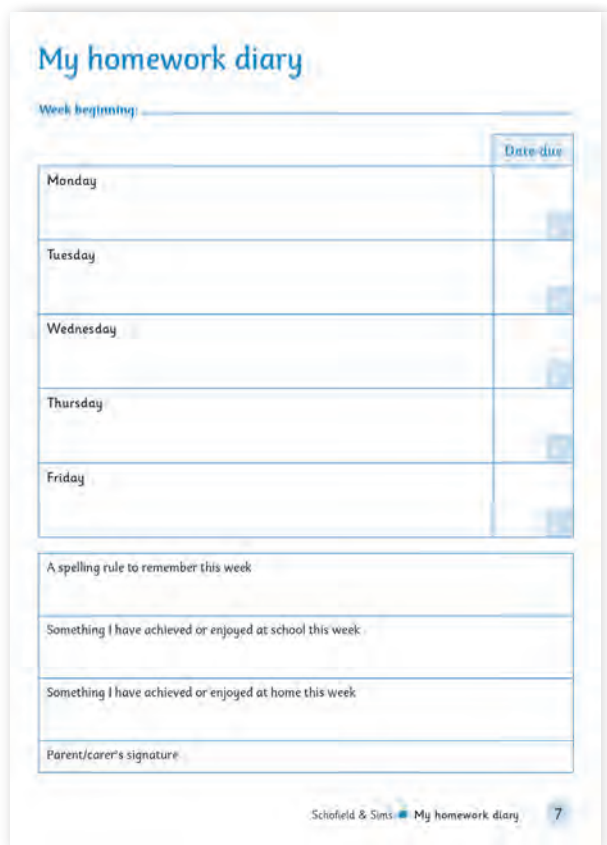 My homework diary
Week beginning:
Date due
Monday
Tuesday
Wednesday
Thursday
Friday
A spelling rule to remember this week
Something I have achieved or enjoyed at school this week
Something I have achieved or enjoyed at home this week
Parent/carer's signature
Schofield & Sims My homework diary 7